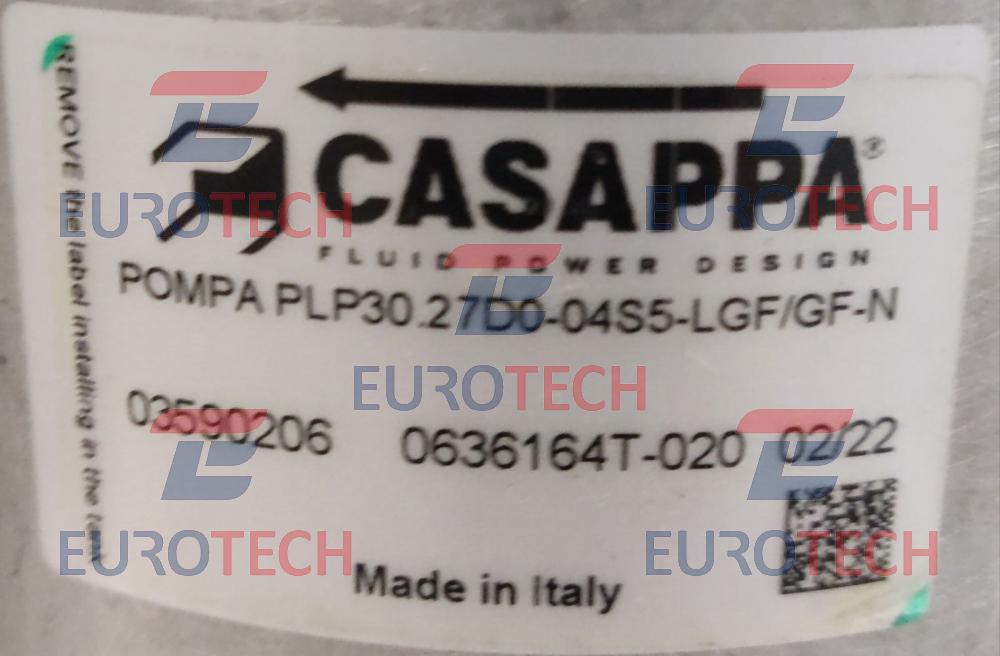 CASAPPA®
FLUID POWER DESIGN
POMPA PLP30.27D0-04S5-LGF/GF-N
03590206 0636164T-020 02/22
Made in Italy
REMOVE the label installing in the tank
EUROTECH
EUROTECH
EUROTECH
EUROTECH
EUROTECH